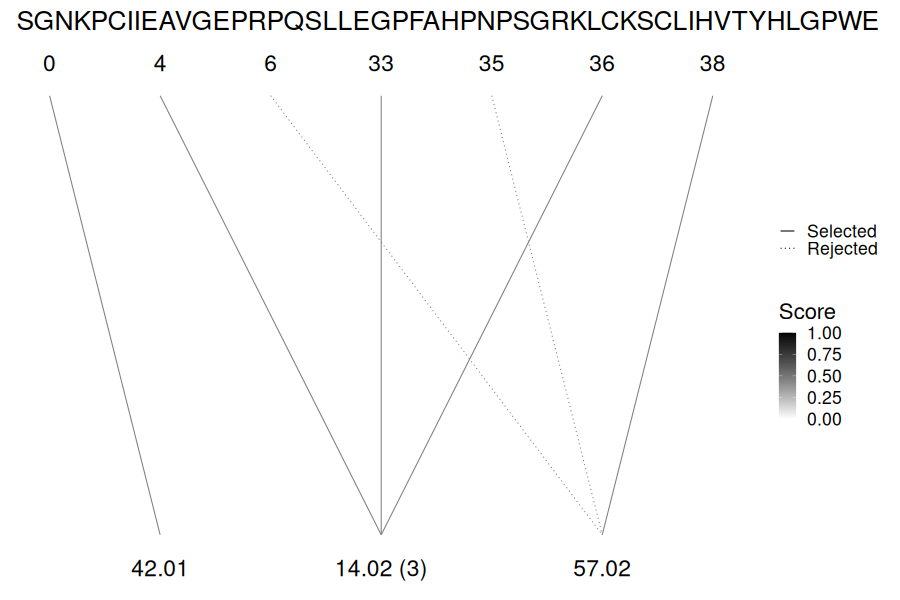 SGNKPCIIEAVGEPRPQSLLEGPFAHPNPSGRKLCKSCLIHVTYHLGPWE
0 4 6 33 35 36 38
Selected
Rejected
Score
1.00
0.75
0.50
0.25
0.00
42.01 14.02 (3) 57.02